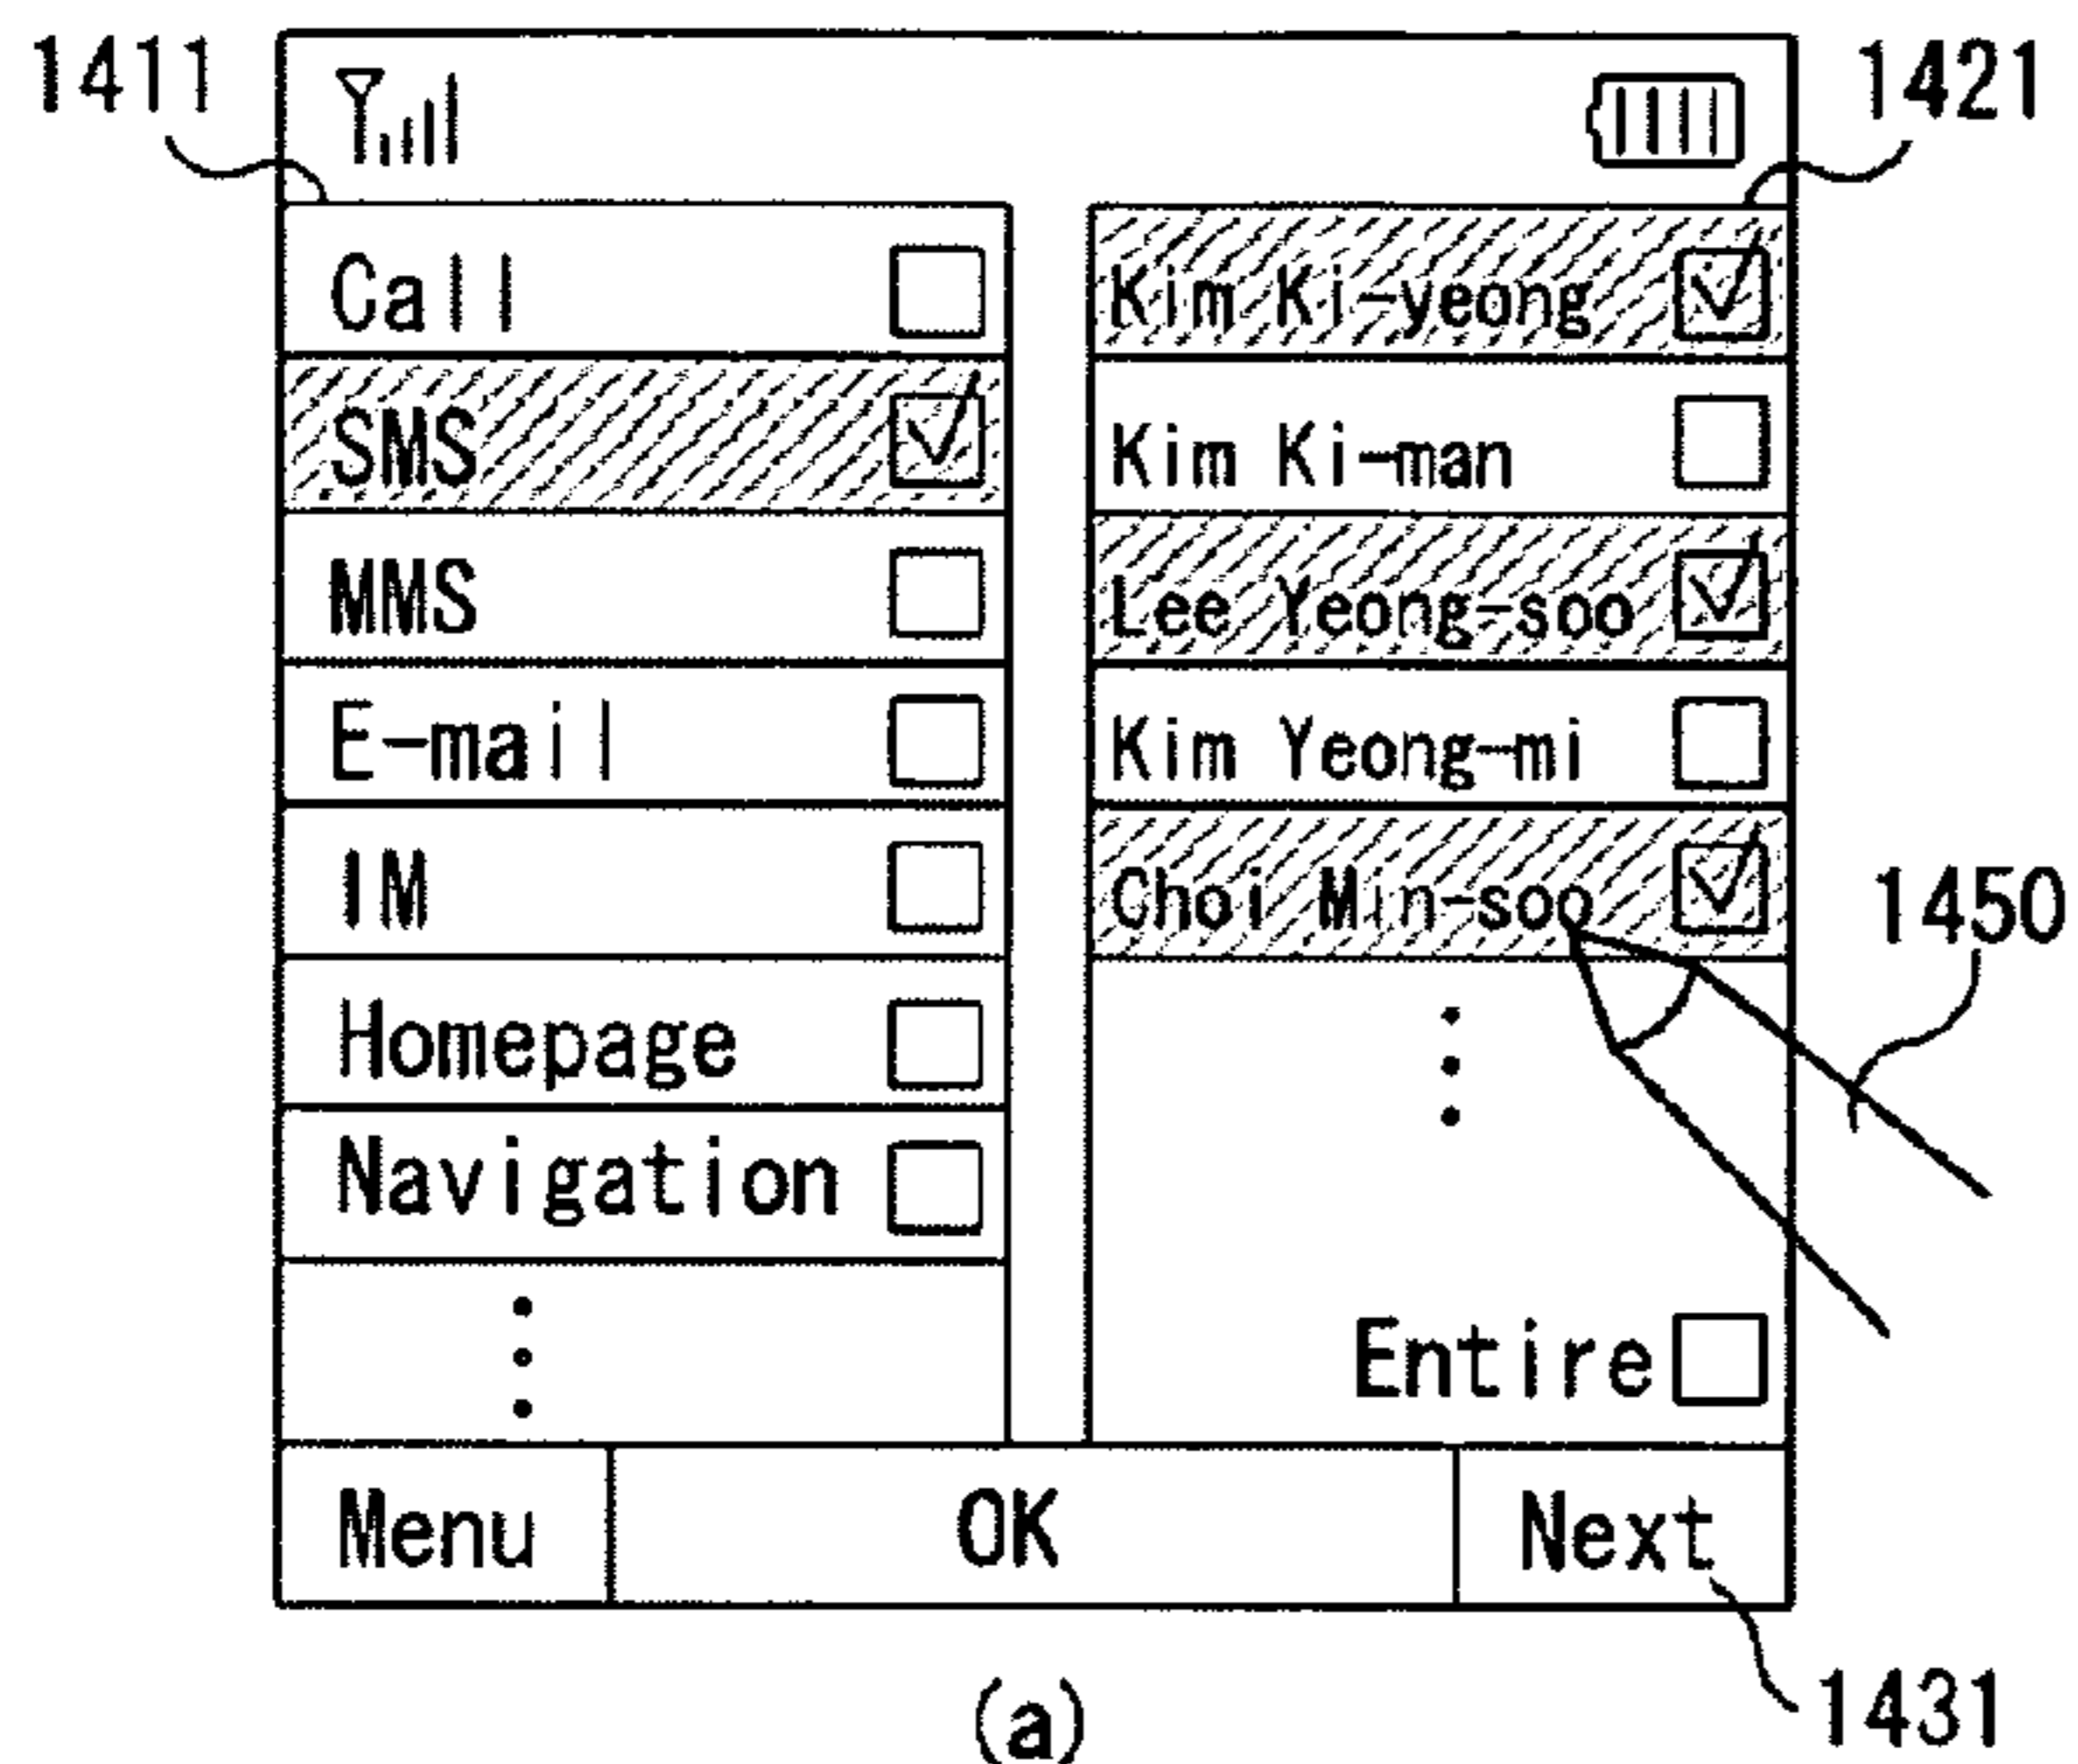 1411
1421
Call
SMS
MMS
E-mail
IM
Homepage
Navigation
Kim Ki-yeong
Kim Ki-man
Lee Yeong-soo
Kim Yeong-mi
Choi Min-soo
1450
Entire
Menu
OK
Next
1431
(a)